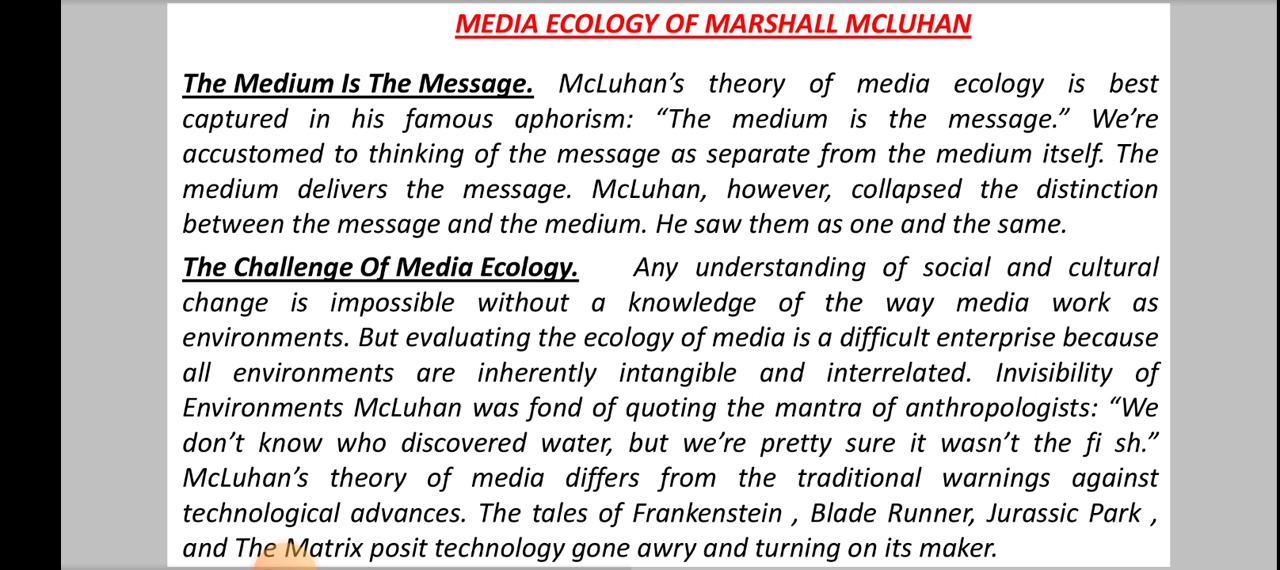 MEDIA ECOLOGY OF MARSHALL MCLUHAN
The Medium Is The Message. McLuhan’s theory of media ecology is best
captured in his famous aphorism: “The medium is the message.” We’re
accustomed to thinking of the message as separate from the medium itself. The
medium delivers the message. McLuhan, however, collapsed the distinction
between the message and the medium. He saw them as one and the same.
The Challenge Of Media Ecology. Any understanding of social and cultural
change is impossible without a knowledge of the way media work as
environments. But evaluating the ecology of media is a difficult enterprise because
all environments are inherently intangible and interrelated. Invisibility of
Environments McLuhan was fond of quoting the mantra of anthropologists: “We
don’t know who discovered water, but we’re pretty sure it wasn’t the fi sh.”
McLuhan’s theory of media differs from the traditional warnings against
technological advances. The tales of Frankenstein , Blade Runner, Jurassic Park ,
and The Matrix posit technology gone awry and turning on its maker.